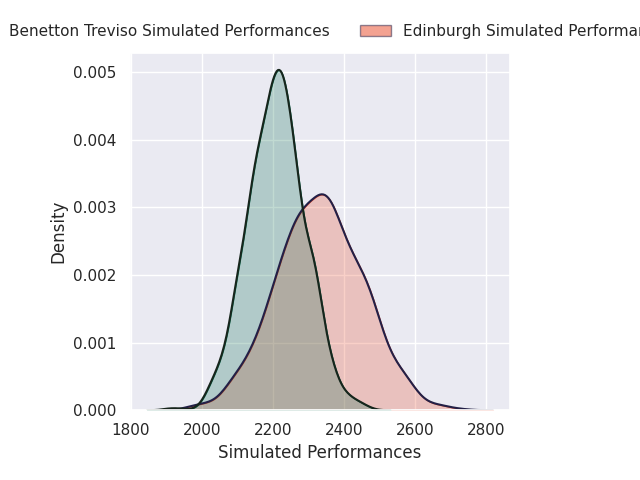 Benetton Treviso Simulated Performances
Edinburgh Simulated
0.005
0.004
0.003
0.002
0.001
0.000
Density
1800 2000 2200 2400 2600 2800
Simulated Performances